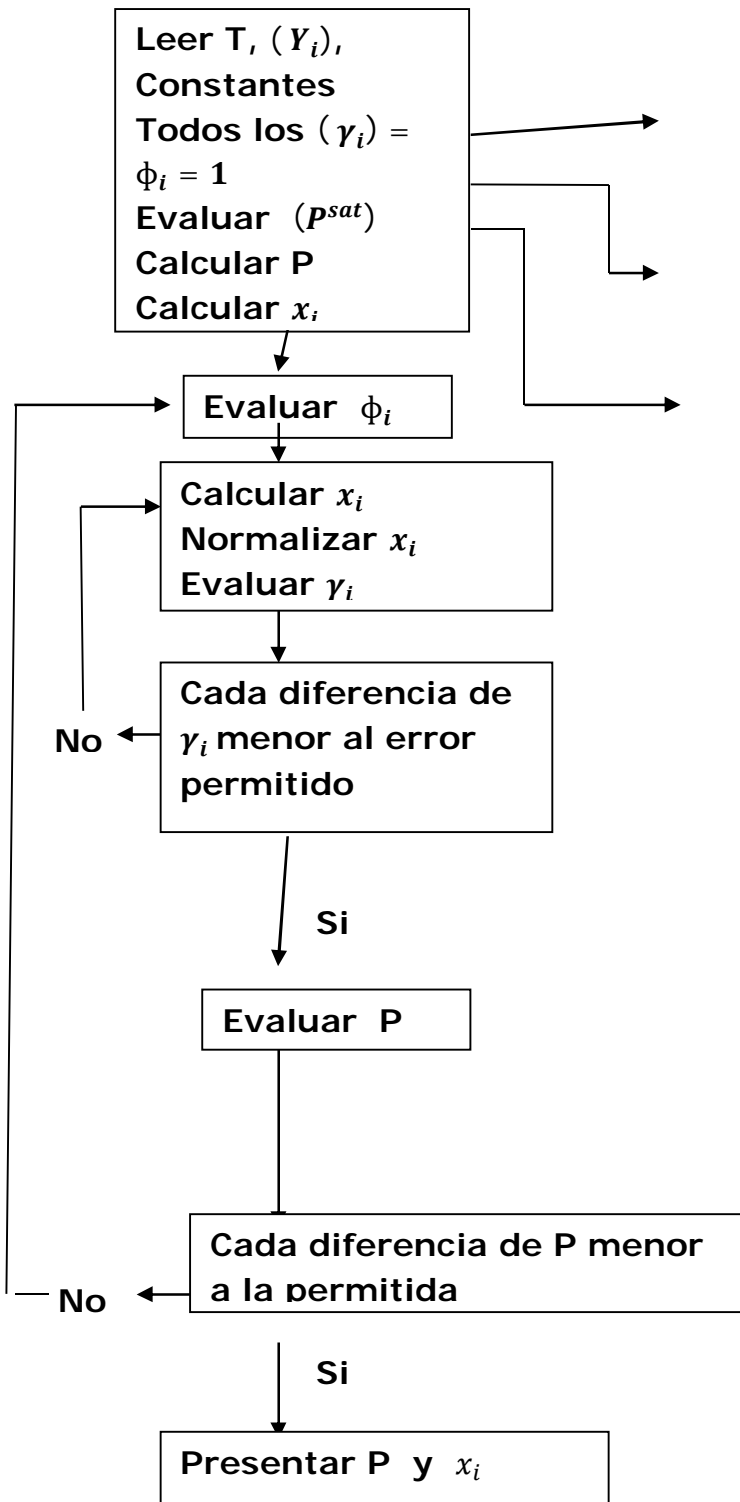 Leer T, (Y_i),
Constantes
Todos los (γ_i) =
ϕ_i = 1
Evaluar (P^sat)
Calcular P
Calcular x_i
Evaluar ϕ_i
Calcular x_i
Normalizar x_i
Evaluar γ_i
Cada diferencia de
γ_i menor al error
permitido
No
Si
Evaluar P
Cada diferencia de P menor
a la permitida
No
Si
Presentar P y x_i